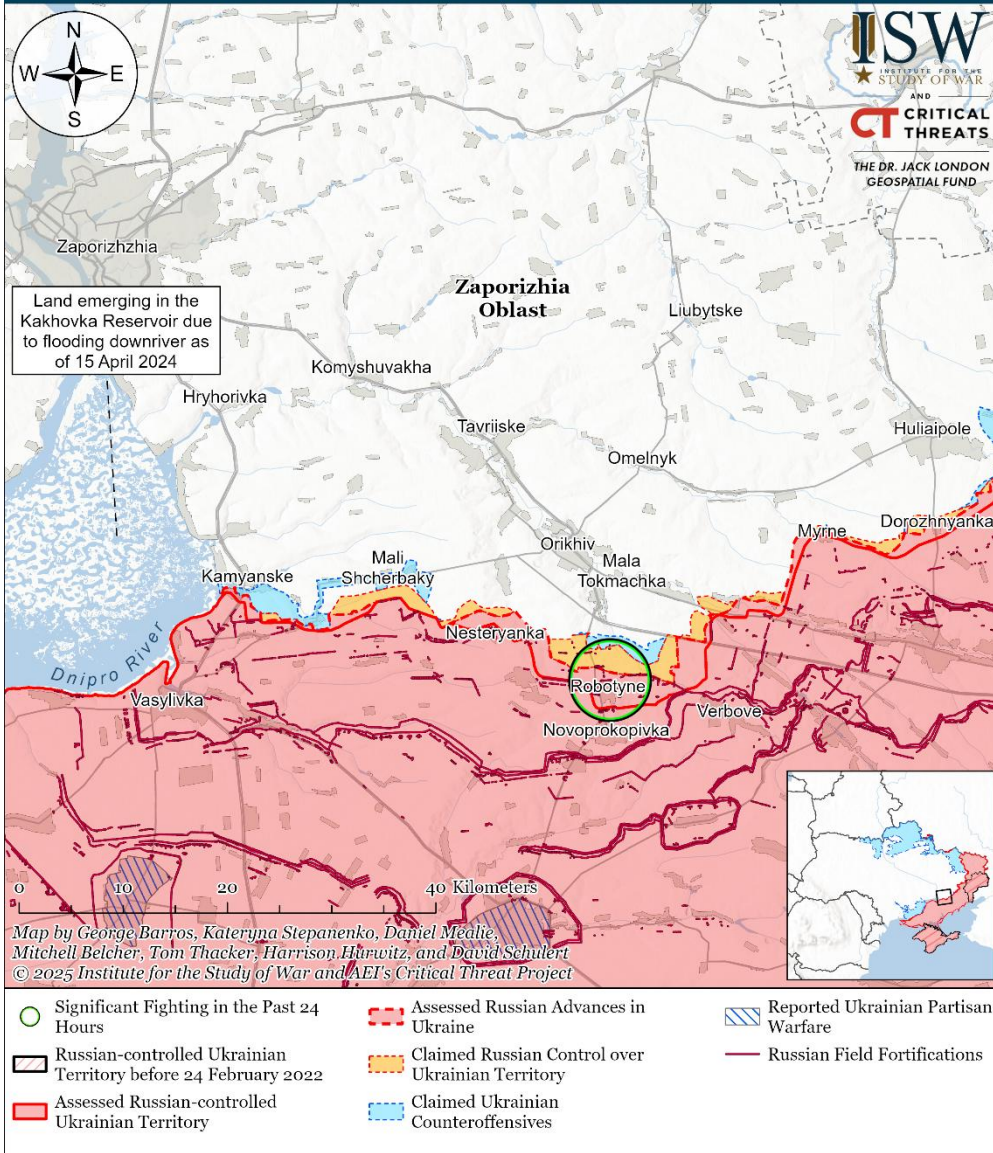 N
W E
S
ISW
INSTITUTE FOR THE
STUDY OF WAR
AND
CT CRITICAL
THREATS
THE DR. JACK LONDON
GEOSPATIAL FUND
Zaporizhzhia
Zaporizhia
Oblast
Land emerging in the
Kakhovka Reservoir due
to flooding downriver as
of 15 April 2024
Liubytske
Komyshuvakha
Hryhorivka
Tavriiske
Huliaipole
Omelnyk
Dorozhnyanka
Myrne
Orikhiv
Mali
Shcherbaky
Mala
Tokmachka
Kamyanske
Nesteryanka
Dnipro River
Robotyne
Vasylivka
Verbove
Novoprokopivka
0 10 20 40 Kilometers
Map by George Barros, Kateryna Stepanenko, Daniel Mealie,
Mitchell Belcher, Tom Thacker, Harrison Hurwitz, and David Schulert
© 2025 Institute for the Study of War and AEI's Critical Threat Project
Significant Fighting in the Past 24
Hours
Russian-controlled Ukrainian
Territory before 24 February 2022
Assessed Russian-controlled
Ukrainian Territory
Assessed Russian Advances in
Ukraine
Claimed Russian Control over
Ukrainian Territory
Claimed Ukrainian
Counteroffensives
Reported Ukrainian Partisan
Warfare
Russian Field Fortifications